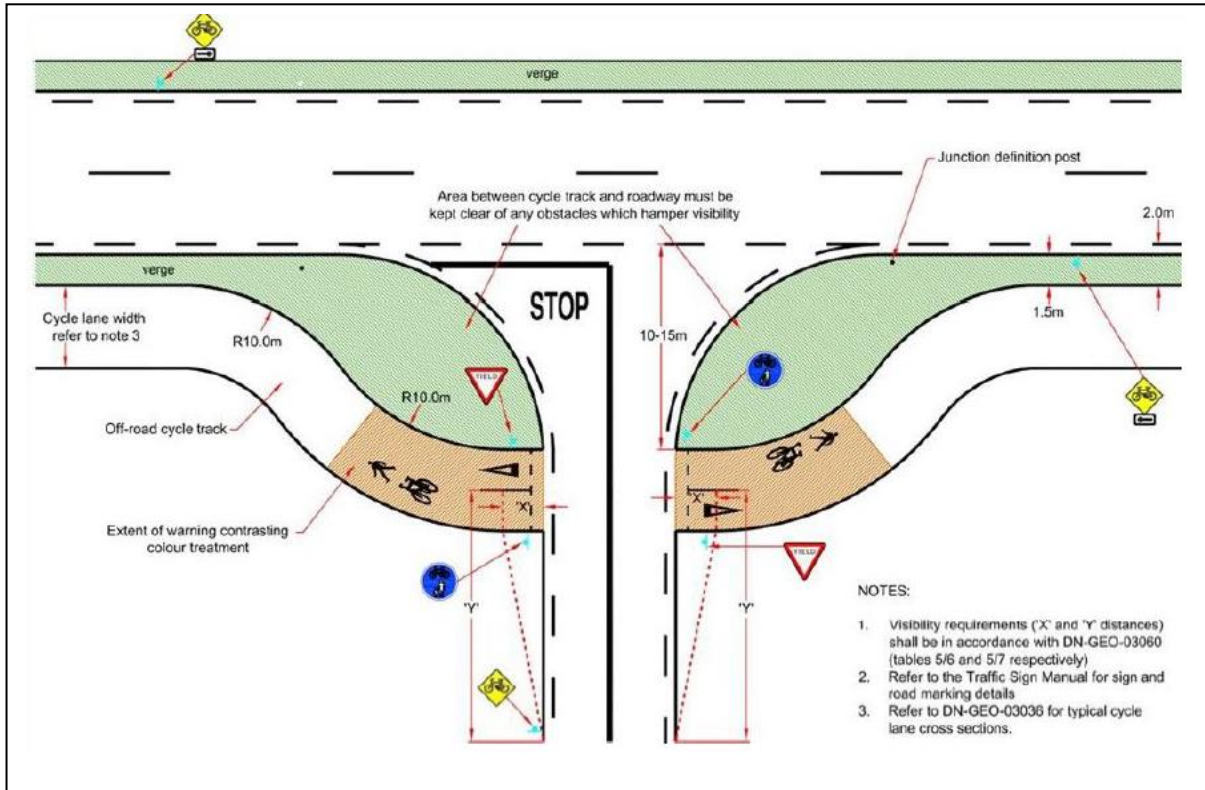 verge
Junction definition post
Area between cycle track and roadway must be
kept clear of any obstacles which hamper visibility
2.0m
verge
STOP
Cycle lane width
refer to note 3
R10.0m
10-15m
1.5m
YIELD
R10.0m
Off-road cycle track
'X'
'X'
Extent of warning contrasting
colour treatment
YIELD
'Y'
'Y'
NOTES:
1. Visibility requirements ('X' and 'Y' distances)
shall be in accordance with DN-GEO-03060
(tables 5/6 and 5/7 respectively)
2. Refer to the Traffic Sign Manual for sign and
road marking details
3. Refer to DN-GEO-03036 for typical cycle
lane cross sections.